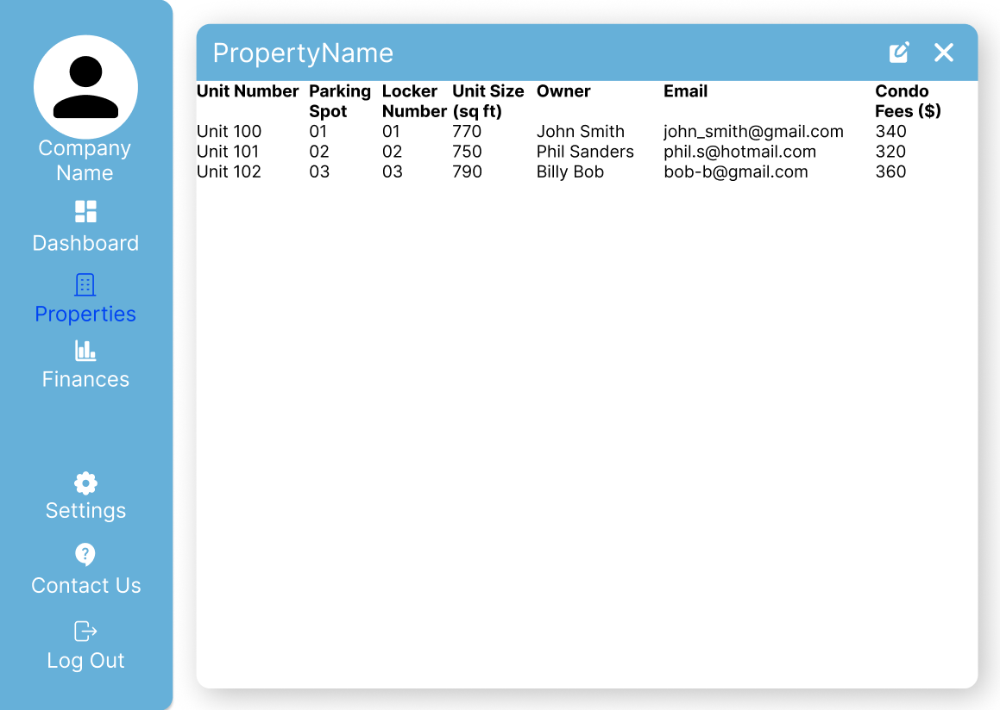 Company
Name
Dashboard
Properties
Finances
Settings
?
Contact Us
Log Out
PropertyName
Unit Number Parking Spot Locker Number Unit Size (sq ft) Owner Email Condo Fees ($)
Unit 100 01 01 770 John Smith john_smith@gmail.com 340
Unit 101 02 02 750 Phil Sanders phil.s@hotmail.com 320
Unit 102 03 03 790 Billy Bob bob-b@gmail.com 360